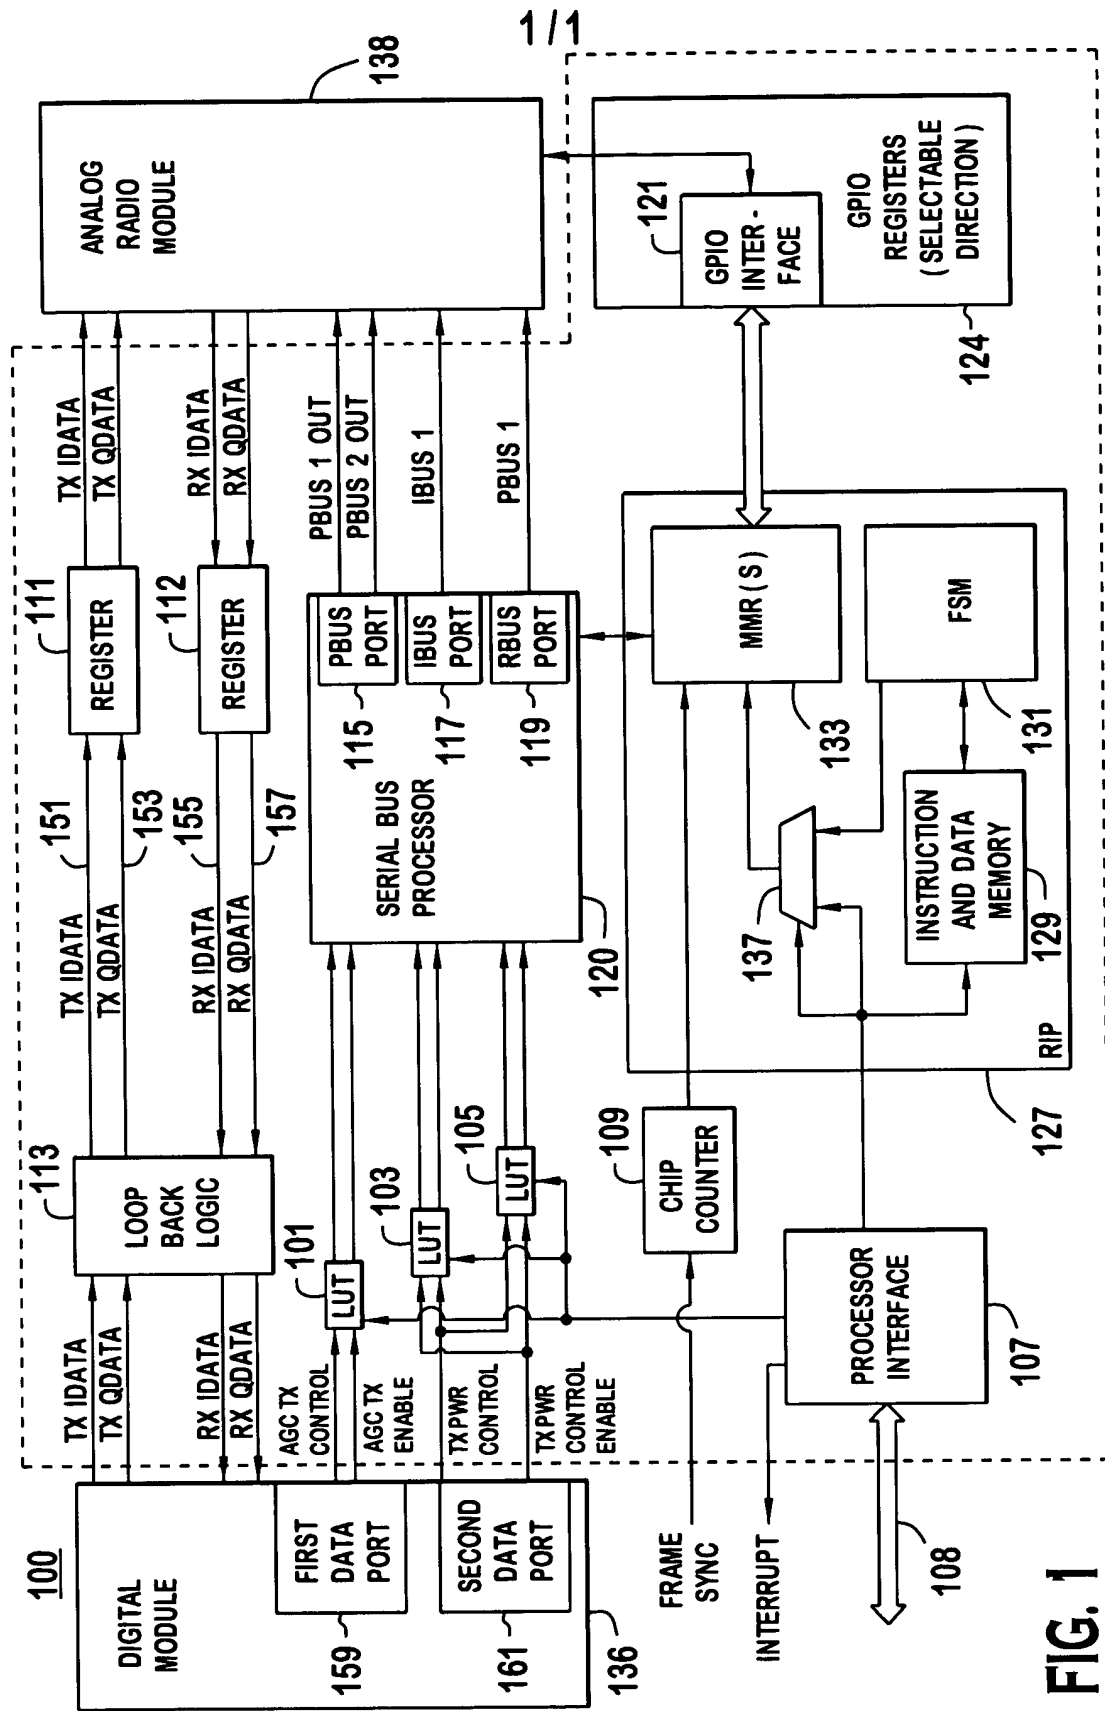 1/1
100
DIGITAL
MODULE
FIRST
DATA
PORT
159
SECOND
DATA
PORT
161
136
TX IDATA
TX QDATA
RX IDATA
RX QDATA
AGC TX
CONTROL
AGC TX
ENABLE
TX PWR
CONTROL
TX PWR
CONTROL
ENABLE
FRAME
SYNC
INTERRUPT
108
113
LOOP
BACK
LOGIC
101
LUT
103
LUT
105
LUT
109
CHIP
COUNTER
PROCESSOR
INTERFACE
107
TX IDATA
151
TX QDATA
153
RX IDATA
155
RX QDATA
157
111
REGISTER
112
REGISTER
SERIAL BUS
PROCESSOR
120
PBUS
PORT
115
IBUS
PORT
117
RBUS
PORT
119
TX IDATA
TX QDATA
RX IDATA
RX QDATA
PBUS 1 OUT
PBUS 2 OUT
IBUS 1
PBUS 1
ANALOG
RADIO
MODULE
138
RIP
127
137
MMR(S)
133
FSM
131
INSTRUCTION
AND DATA
MEMORY
129
121
GPIO
INTER-
FACE
GPIO
REGISTERS
(SELECTABLE
DIRECTION)
124
FIG. 1